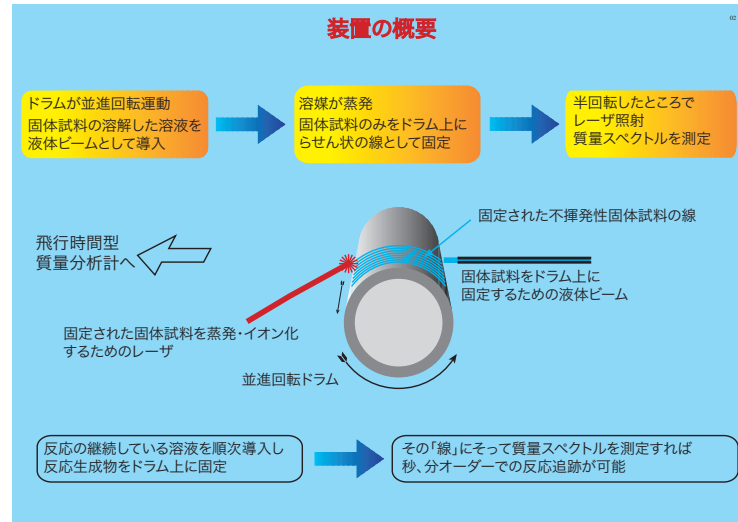 装置の概要
02
ドラムが並進回転運動
固体試料の溶解した溶液を
液体ビームとして導入
溶媒が蒸発
固体試料のみをドラム上に
らせん状の線として固定
半回転したところで
レーザ照射
質量スペクトルを測定
固定された不揮発性固体試料の線
飛行時間型
質量分析計へ
固体試料をドラム上に
固定するための液体ビーム
固定された固体試料を蒸発・イオン化
するためのレーザ
並進回転ドラム
反応の継続している溶液を順次導入し
反応生成物をドラム上に固定
その「線」にそって質量スペクトルを測定すれば
秒、分オーダーでの反応追跡が可能